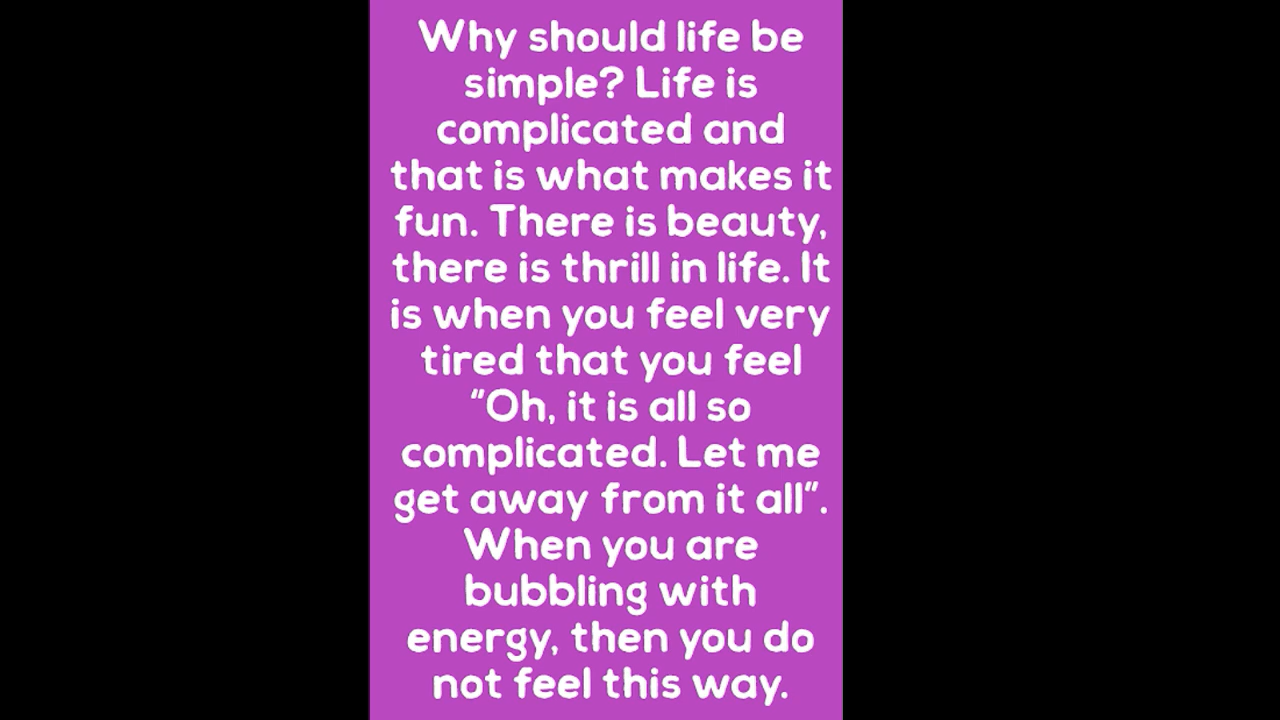 Why should life be
simple? Life is
complicated and
that is what makes it
fun. There is beauty,
there is thrill in life. It
is when you feel very
tired that you feel
"Oh, it is all so
complicated. Let me
get away from it all".
When you are
bubbling with
energy, then you do
not feel this way.